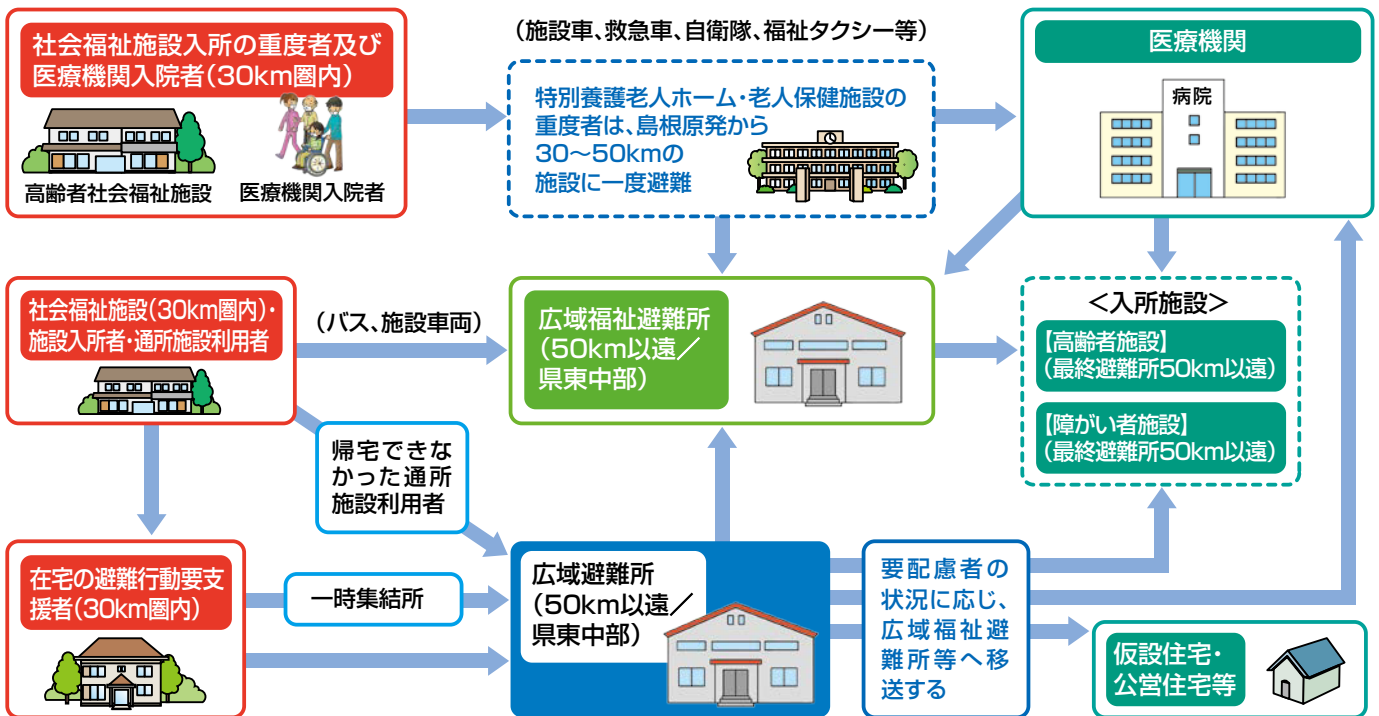 社会福祉施設入所の重度者及び
医療機関入院者(30km圏内)
高齢者社会福祉施設
医療機関入院者
(施設車、救急車、自衛隊、福祉タクシー等)
特別養護老人ホーム・老人保健施設の
重度者は、島根原発から
30〜50kmの
施設に一度避難
医療機関
病院
社会福祉施設(30km圏内)・
施設入所者・通所施設利用者
(バス、施設車両)
広域福祉避難所
(50km以遠/
県東中部)
<入所施設>
【高齢者施設】
(最終避難所50km以遠)
【障がい者施設】
(最終避難所50km以遠)
帰宅できな
かった通所
施設利用者
在宅の避難行動要支
援者(30km圏内)
一時集結所
広域避難所
(50km以遠/
県東中部)
要配慮者の
状況に応じ、
広域福祉避
難所等へ移
送する
仮設住宅・
公営住宅等